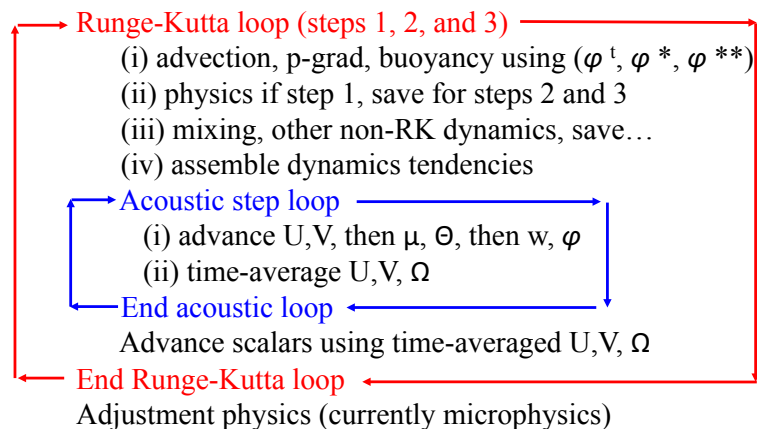 Runge-Kutta loop (steps 1, 2, and 3)
(i) advection, p-grad, buoyancy using (φ ᵗ, φ *, φ **)
(ii) physics if step 1, save for steps 2 and 3
(iii) mixing, other non-RK dynamics, save…
(iv) assemble dynamics tendencies
Acoustic step loop
(i) advance U,V, then μ, Θ, then w, φ
(ii) time-average U,V, Ω
End acoustic loop
Advance scalars using time-averaged U,V, Ω
End Runge-Kutta loop
Adjustment physics (currently microphysics)